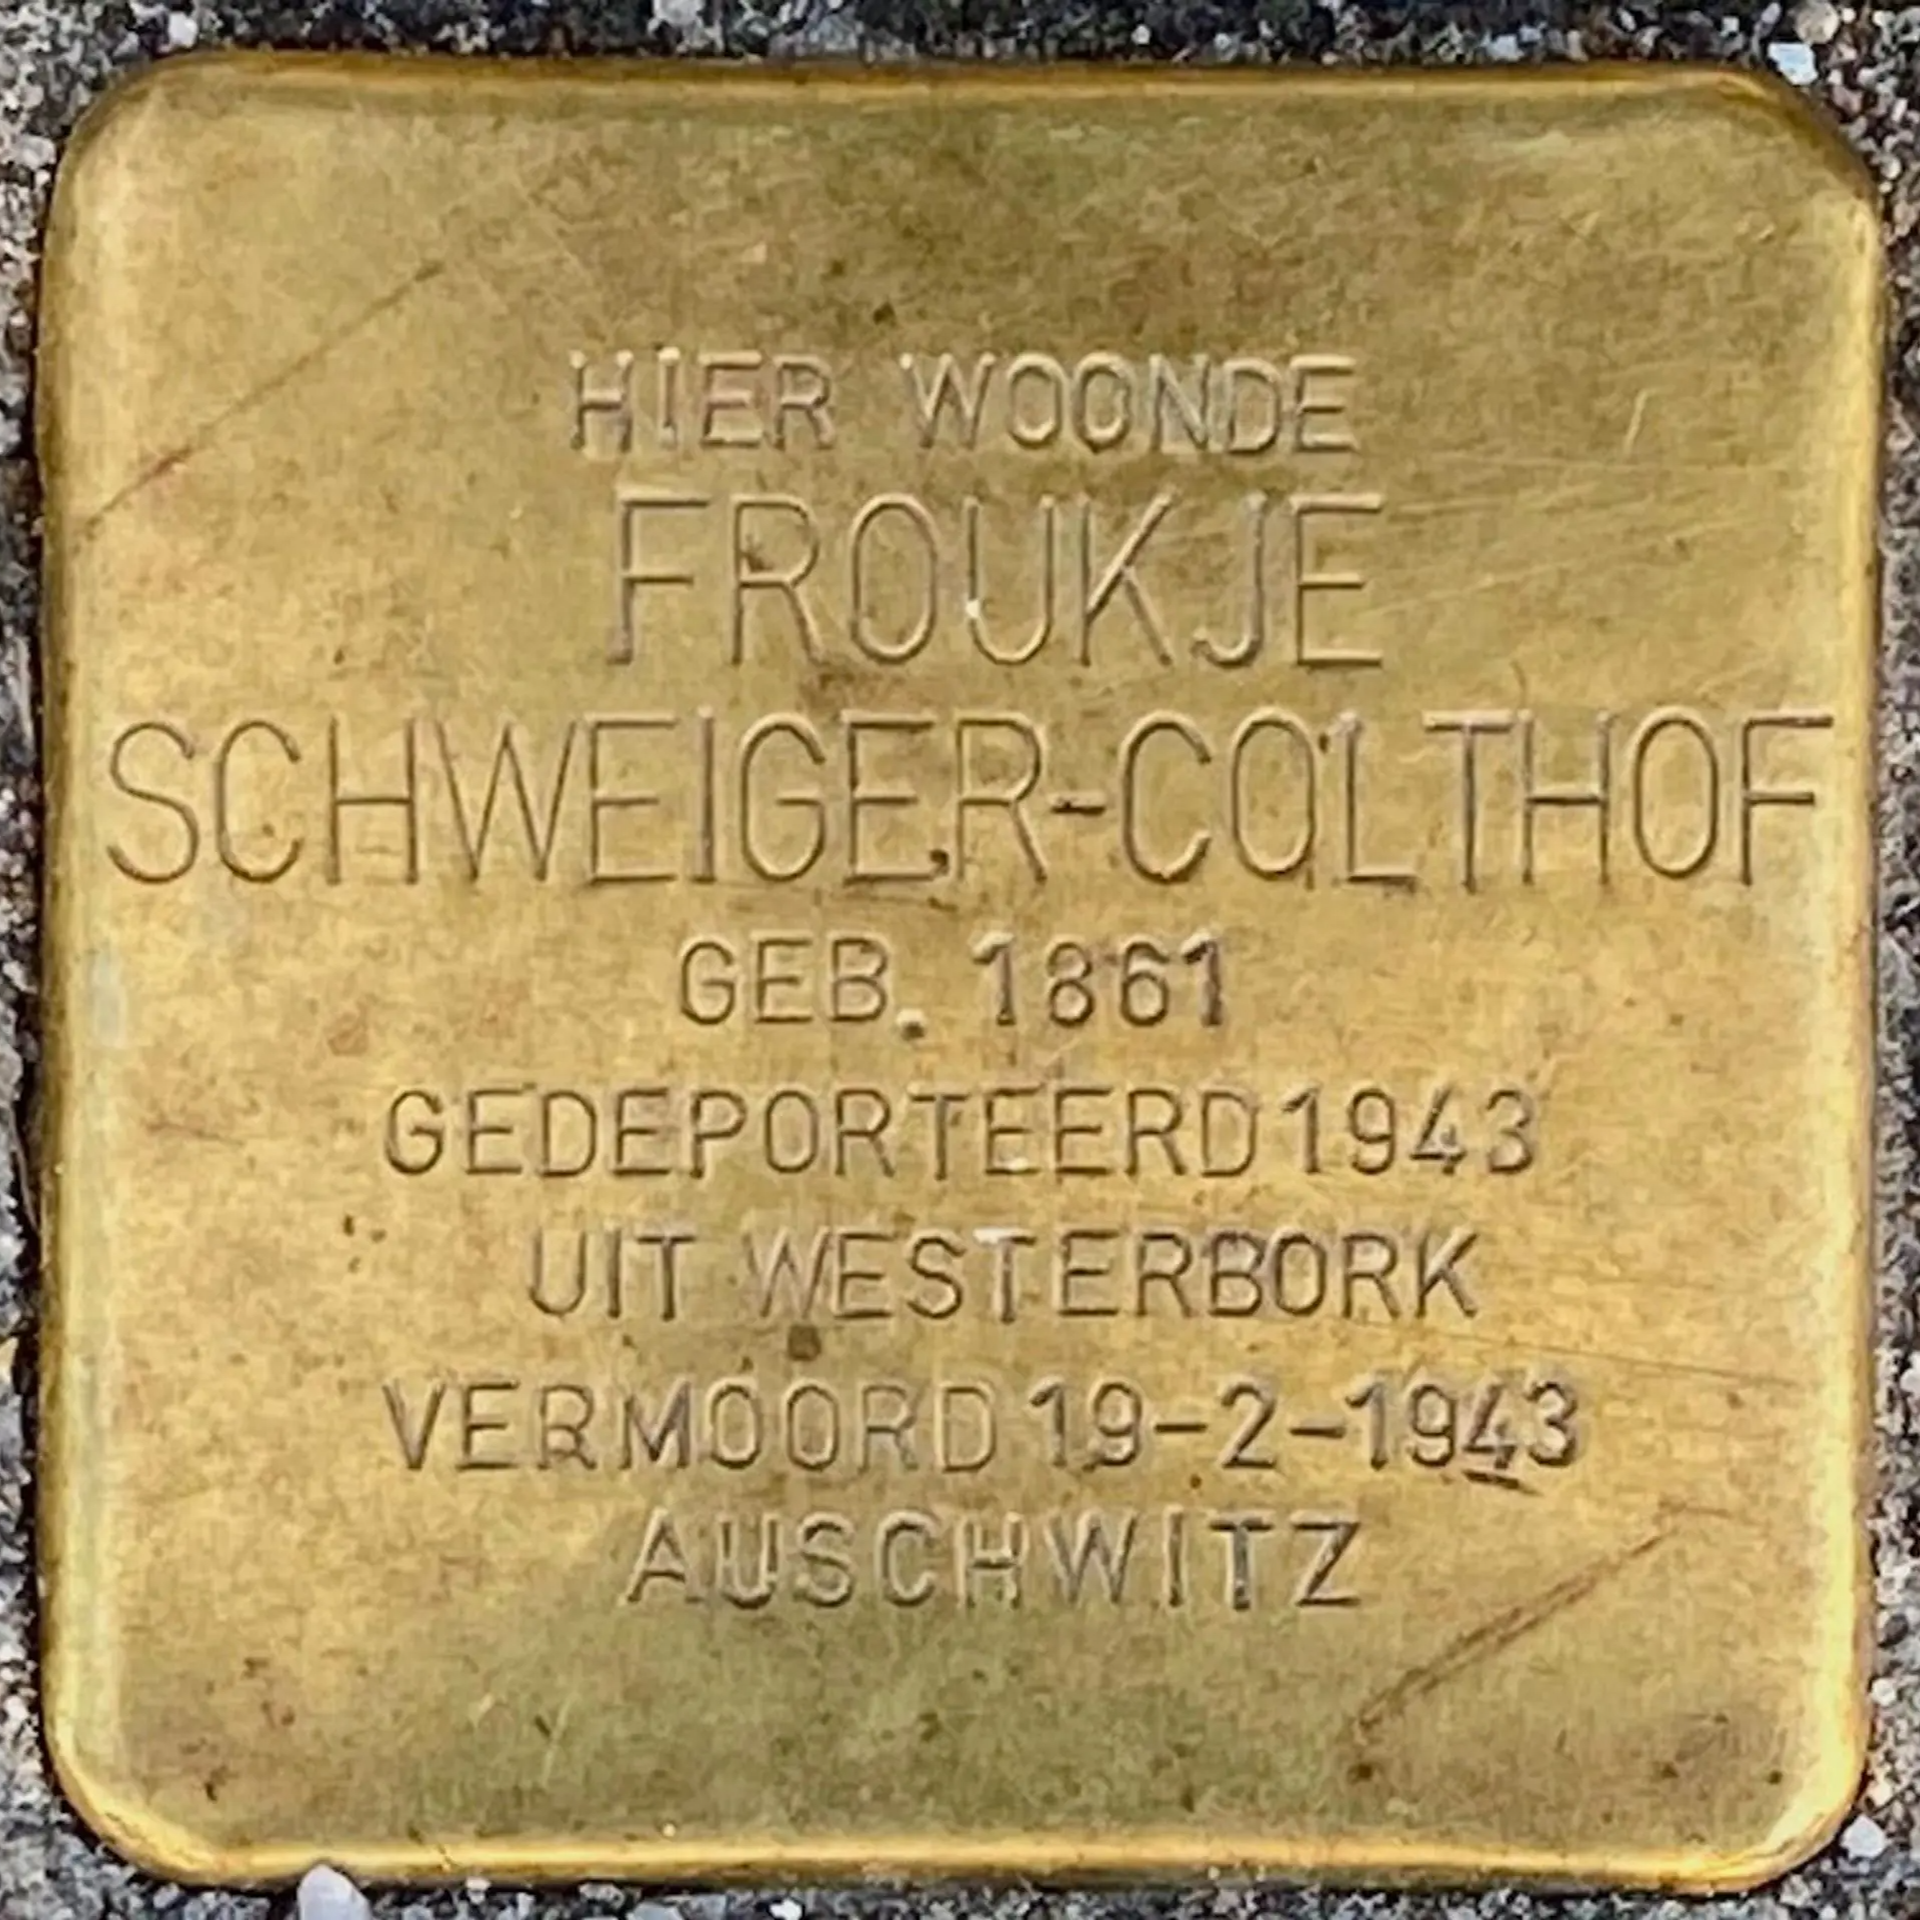 HIER WOONDE
FROUKJE
SCHWEIGER-COLTHOF
GEB. 1861
GEDEPORTEERD 1943
UIT WESTERBORK
VERMOORD 19-2-1943
AUSCHWITZ